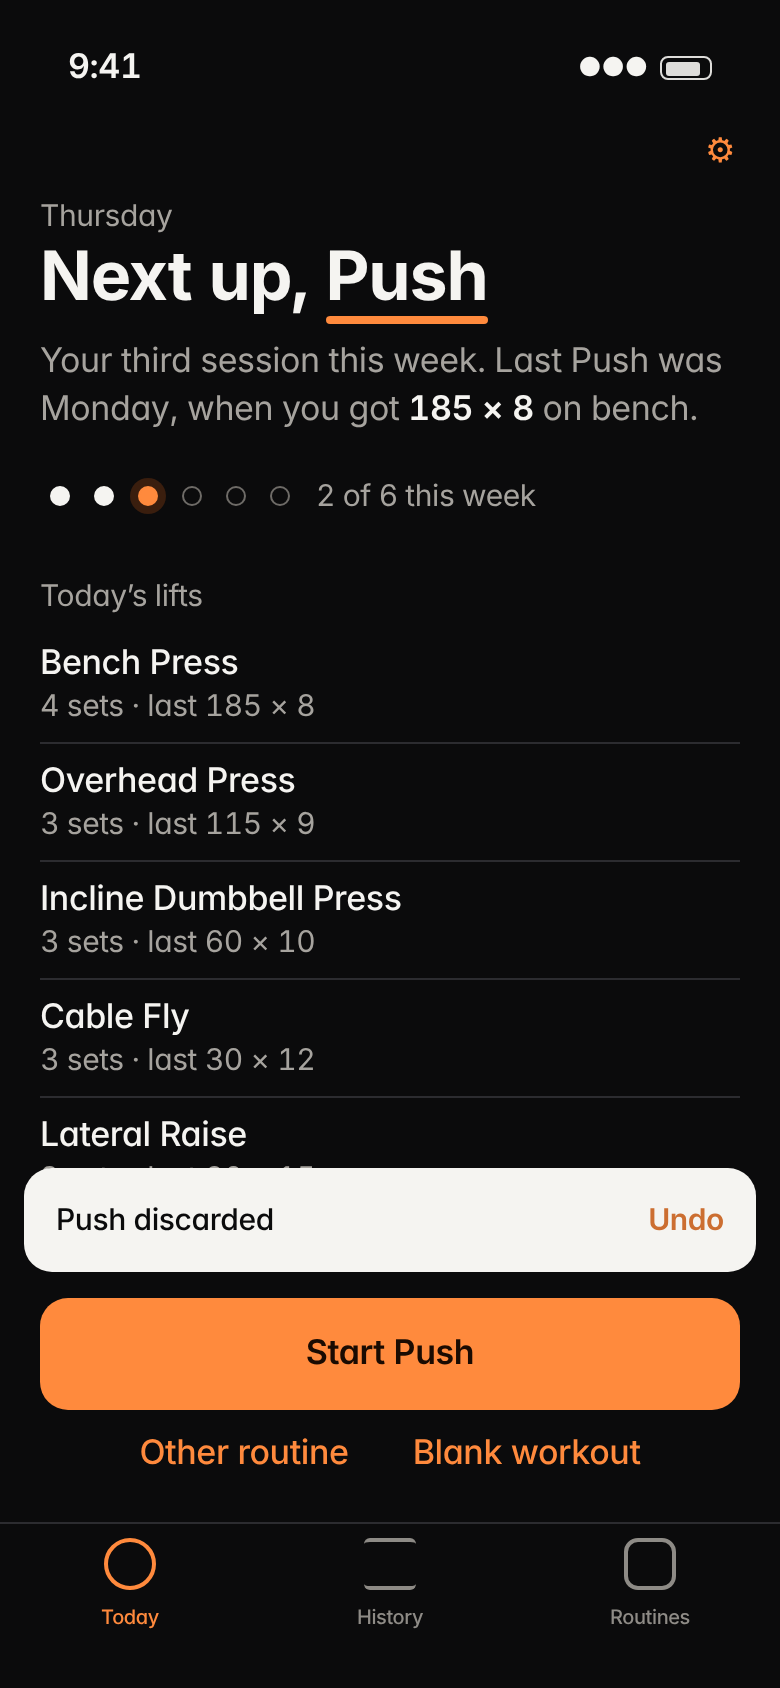 9:41
Thursday
Next up, Push
Your third session this week. Last Push was
Monday, when you got 185 × 8 on bench.
2 of 6 this week
Today’s lifts
Bench Press
4 sets · last 185 × 8
Overhead Press
3 sets · last 115 × 9
Incline Dumbbell Press
3 sets · last 60 × 10
Cable Fly
3 sets · last 30 × 12
Lateral Raise
Push discarded
Undo
Start Push
Other routine
Blank workout
Today
History
Routines